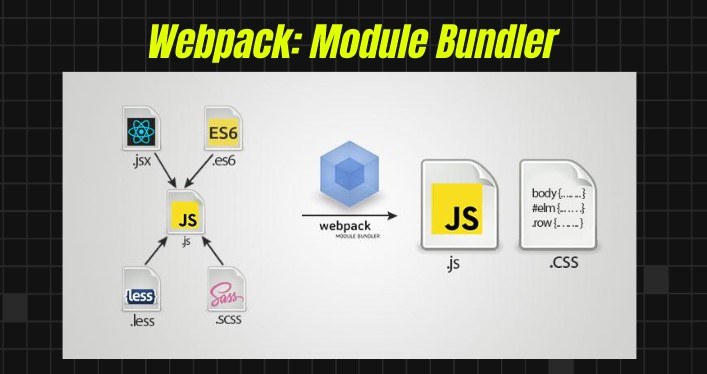 Webpack: Module Bundler
.jsx
ES6
.es6
JS
.js
{less}
.less
Sass
.scss
webpack
MODULE BUNDLER
JS
.js
body{.......}
#elm{......}
.row{.......}
.CSS